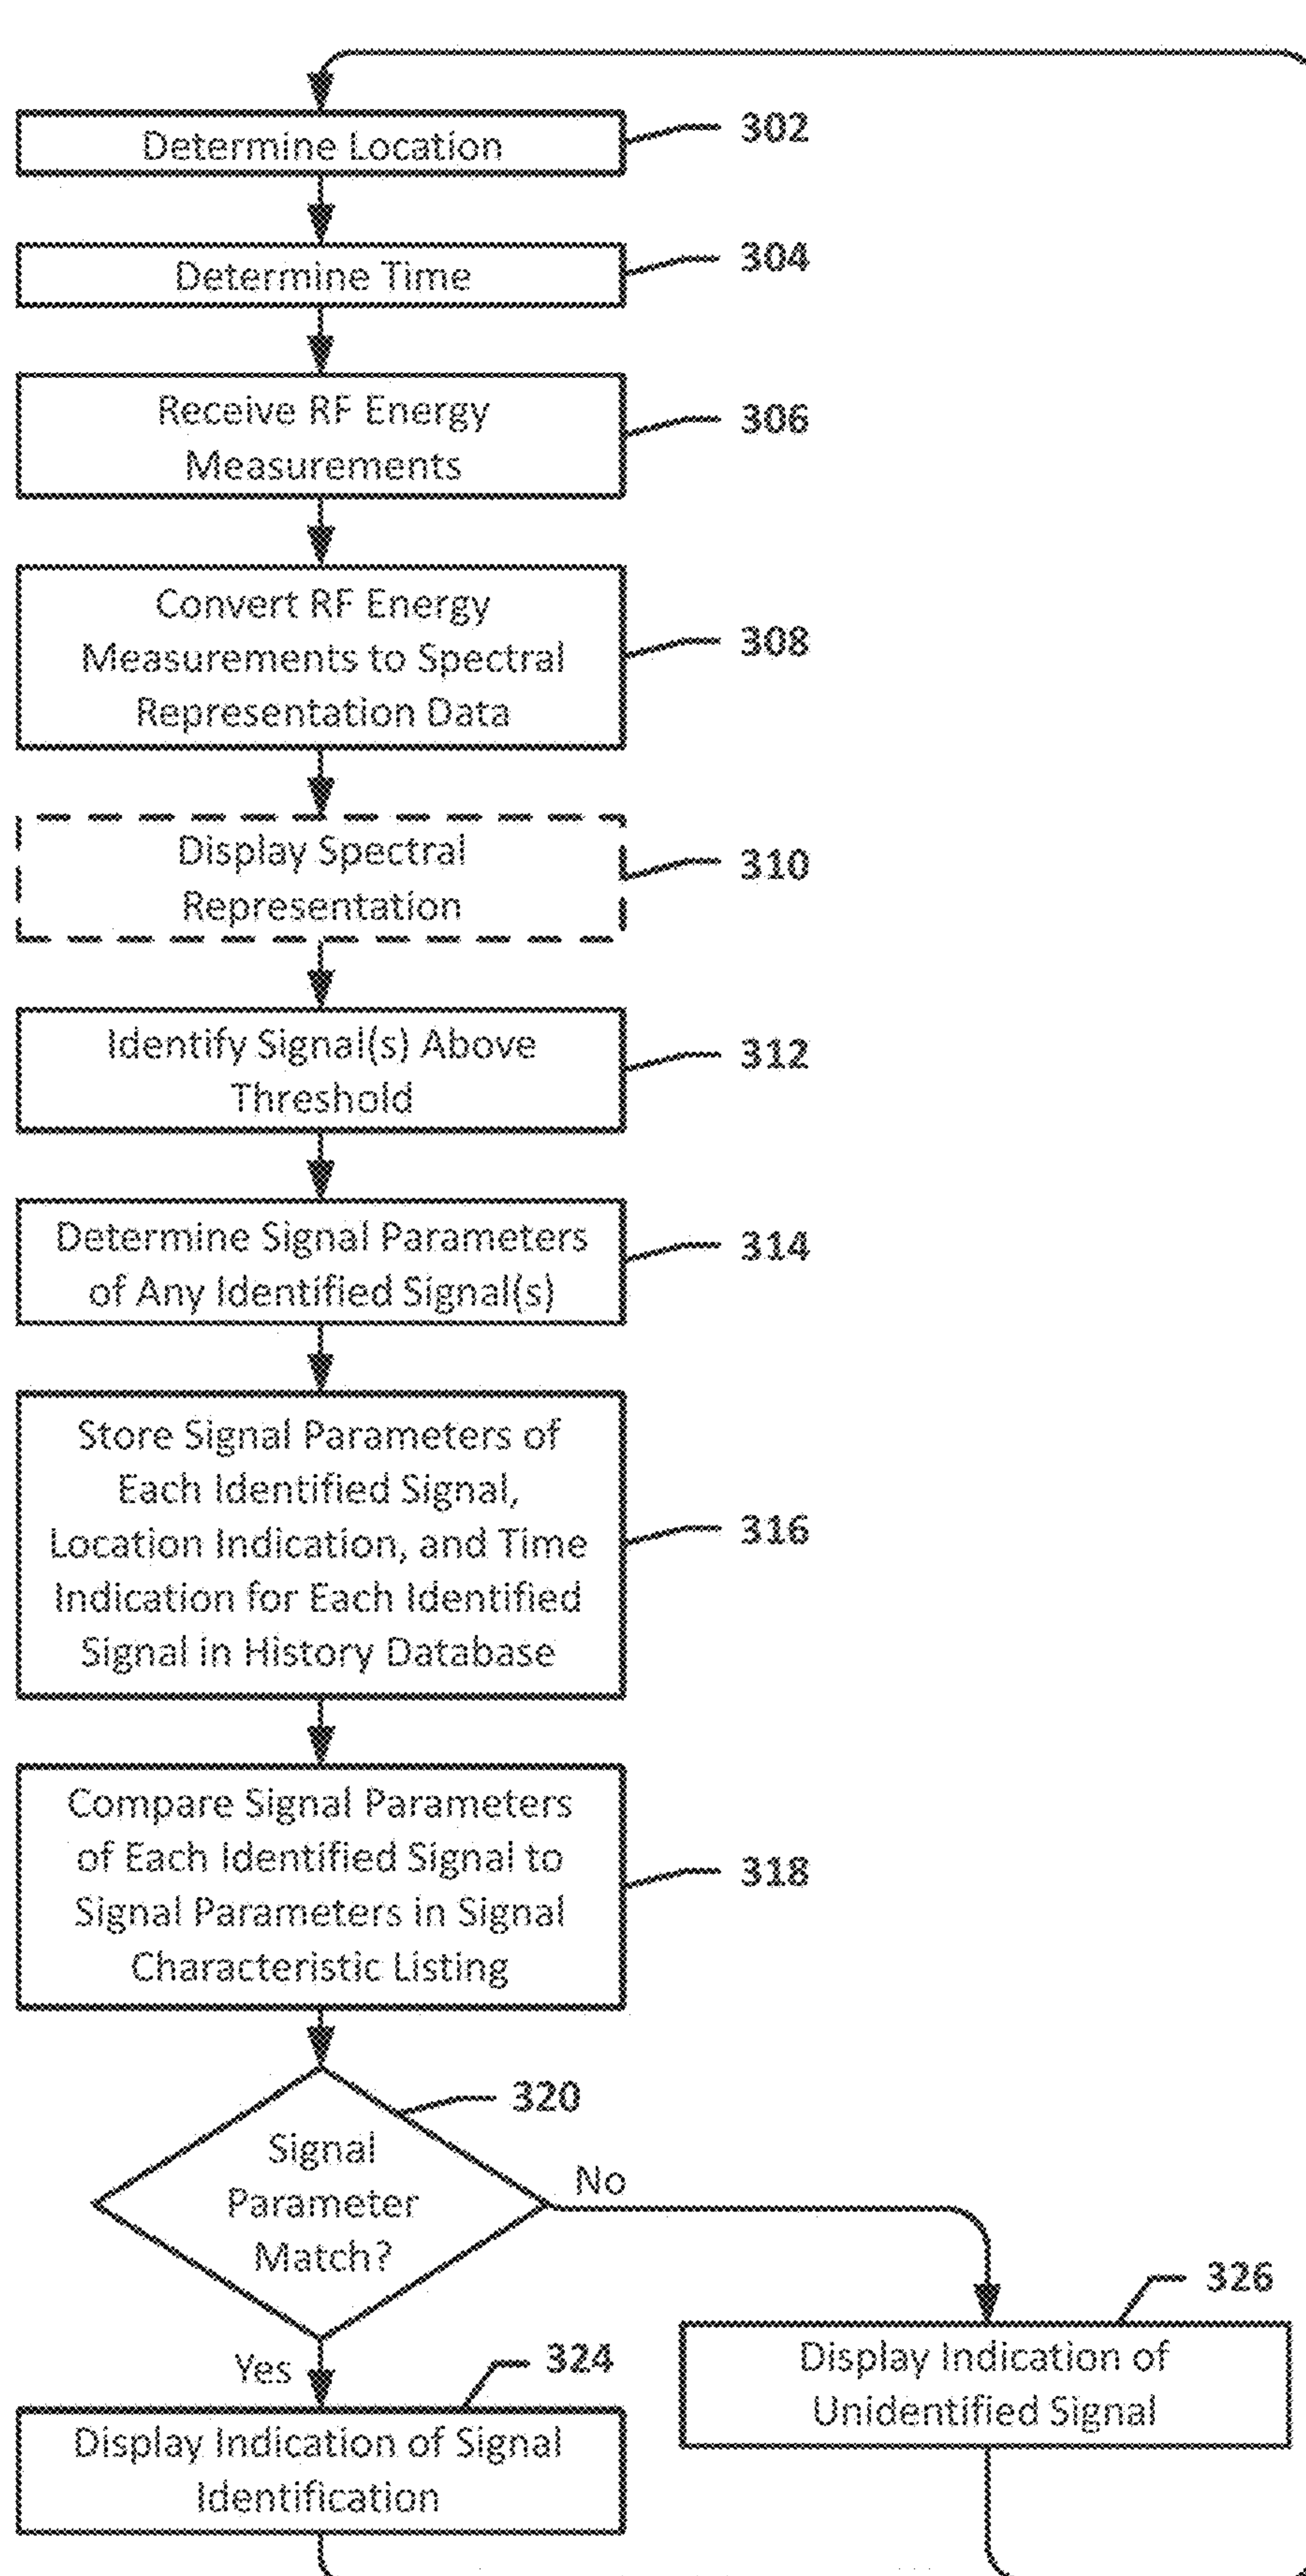 Determine Location
302
Determine Time
304
Receive RF Energy
Measurements
306
Convert RF Energy
Measurements to Spectral
Representation Data
308
Display Spectral
Representation
310
Identify Signal(s) Above
Threshold
312
Determine Signal Parameters
of Any Identified Signal(s)
314
Store Signal Parameters of
Each Identified Signal,
Location Indication, and Time
Indication for Each Identified
Signal in History Database
316
Compare Signal Parameters
of Each Identified Signal to
Signal Parameters in Signal
Characteristic Listing
318
320
Signal
Parameter
Match?
No
Yes
324
Display Indication of Signal
Identification
326
Display Indication of
Unidentified Signal